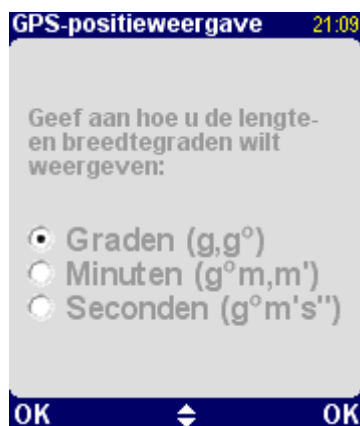 GPS-positieweergave 21:09
Geef aan hoe u de lengte-
en breedtegraden wilt
weergeven:
Graden (g,g°)
Minuten (g°m,m')
Seconden (g°m's'')
OK OK